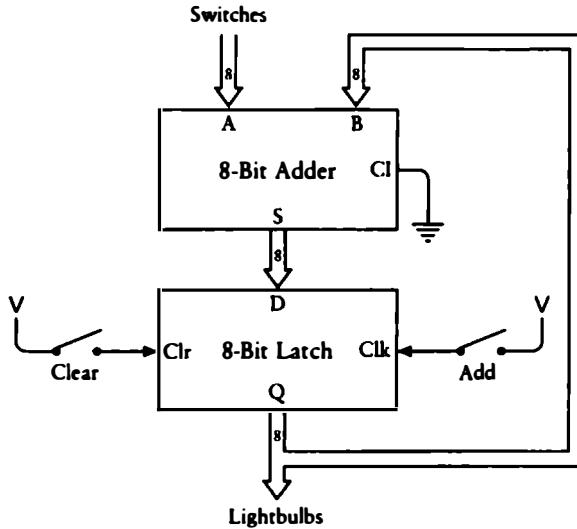 Switches
8 8
A B
8-Bit Adder CI
S
8
V D V
Clr 8-Bit Latch Clk
Clear Add
Q
8
Lightbulbs